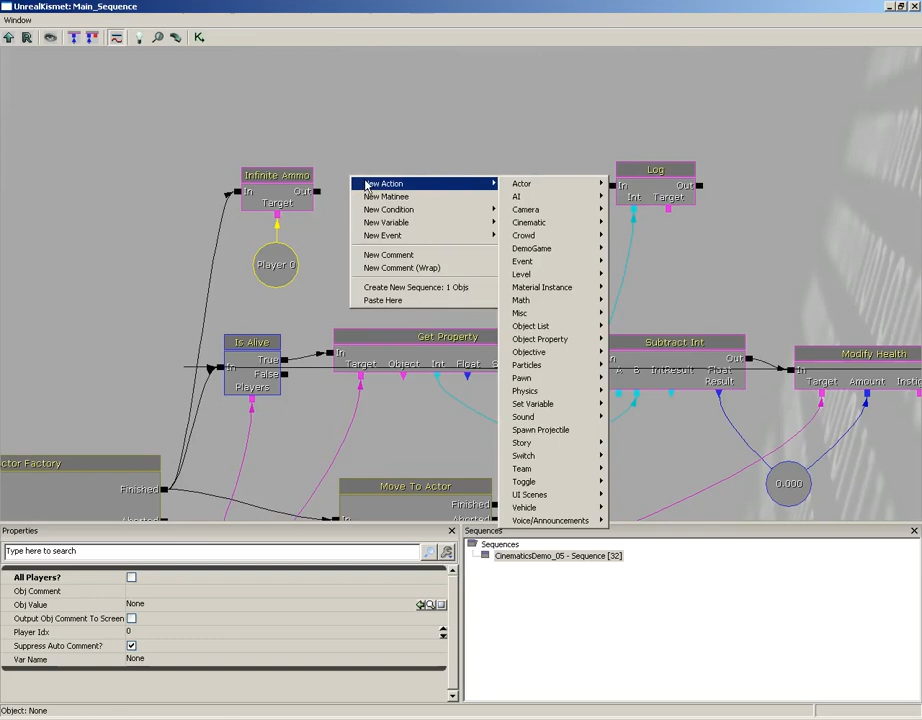 UnrealKismet: Main_Sequence
Window
Infinite Ammo
In Out
Target
Player 0
New Action
New Matinee
New Condition
New Variable
New Event
New Comment
New Comment (Wrap)
Create New Sequence: 1 Objs
Paste Here
Actor
AI
Camera
Cinematic
Crowd
DemoGame
Event
Level
Material Instance
Math
Misc
Object List
Object Property
Objective
Particles
Pawn
Physics
Set Variable
Sound
Spawn Projectile
Story
Switch
Team
Toggle
UI Scenes
Vehicle
Voice/Announcements
Log
In Out
Int Target
Is Alive
True
In
False
Players
Get Property
In
Target Object Int Float
Subtract Int
Out
A B IntResult Float
Result
Modify Health
In
Target Amount
0.000
ctor Factory
Finished
Move To Actor
In
Finished
Properties
Type here to search
All Players?
Obj Comment
Obj Value None
Output Obj Comment To Screen
Player Idx 0
Suppress Auto Comment?
Var Name None
Sequences
Sequences
CinematicsDemo_05 - Sequence [32]
Object: None